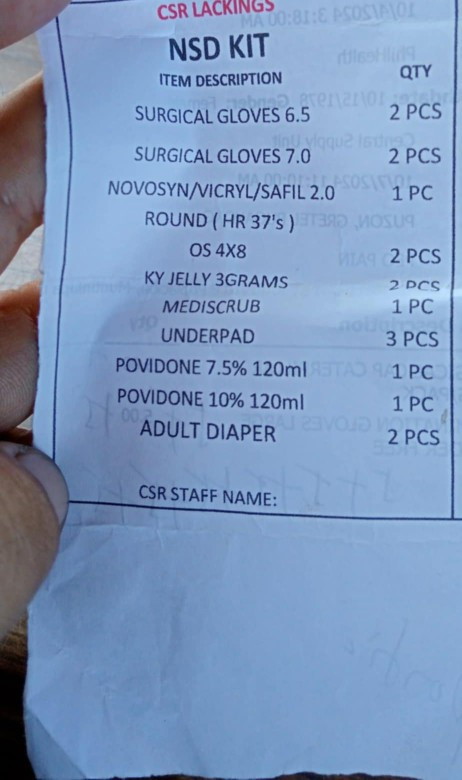 CSR LACKINGS
NSD KIT
ITEM DESCRIPTION QTY
SURGICAL GLOVES 6.5 2 PCS
SURGICAL GLOVES 7.0 2 PCS
NOVOSYN/VICRYL/SAFIL 2.0 1 PC
ROUND ( HR 37's )
OS 4X8 2 PCS
KY JELLY 3GRAMS 2 PCS
MEDISCRUB 1 PC
UNDERPAD 3 PCS
POVIDONE 7.5% 120ml 1 PC
POVIDONE 10% 120ml 1 PC
ADULT DIAPER 2 PCS
CSR STAFF NAME: